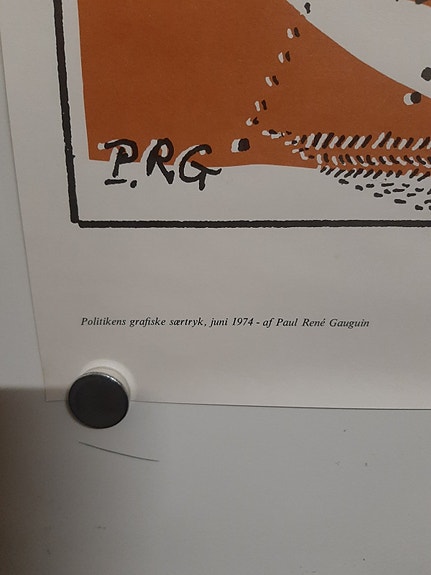 P.RG
Politikens grafiske særtryk, juni 1974 - af Paul René Gauguin